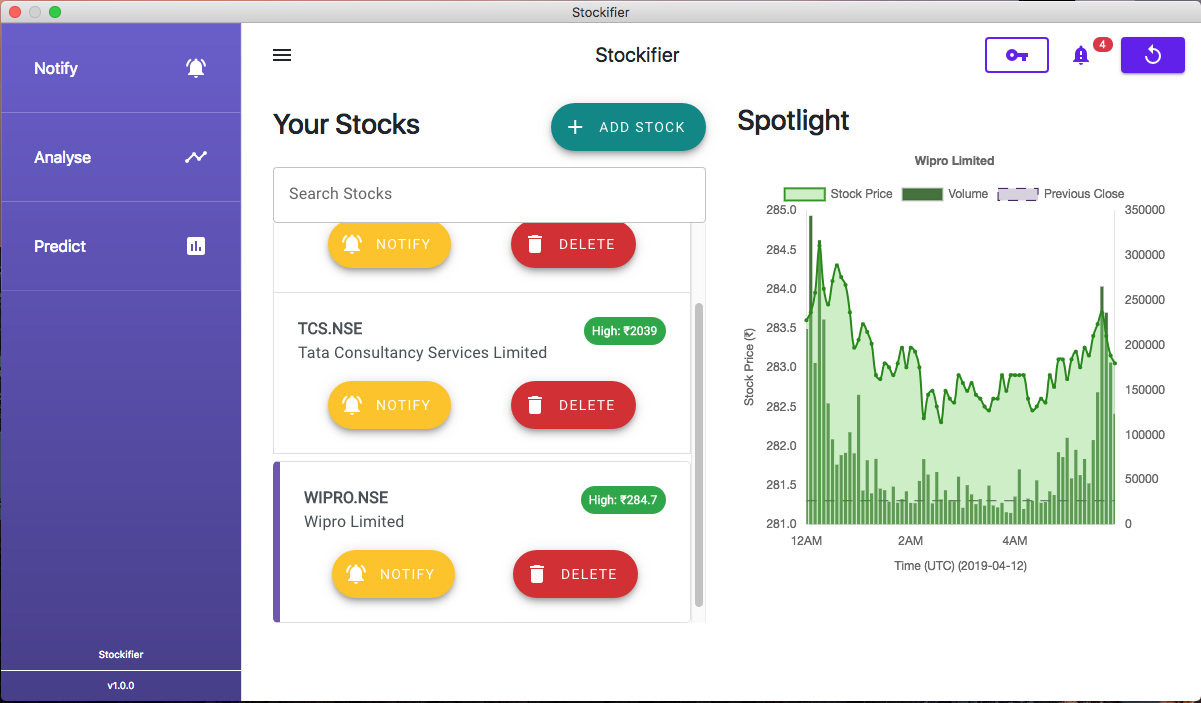 Stockifier
Notify
Analyse
Predict
Stockifier
v1.0.0
Stockifier
4
Your Stocks
ADD STOCK
Search Stocks
NOTIFY
DELETE
TCS.NSE
High: ₹2039
Tata Consultancy Services Limited
NOTIFY
DELETE
WIPRO.NSE
High: ₹284.7
Wipro Limited
NOTIFY
DELETE
Spotlight
Wipro Limited
Stock Price
Volume
Previous Close
285.0
284.5
284.0
283.5
283.0
282.5
282.0
281.5
281.0
Stock Price (₹)
350000
300000
250000
200000
150000
100000
50000
0
12AM
2AM
4AM
Time (UTC) (2019-04-12)